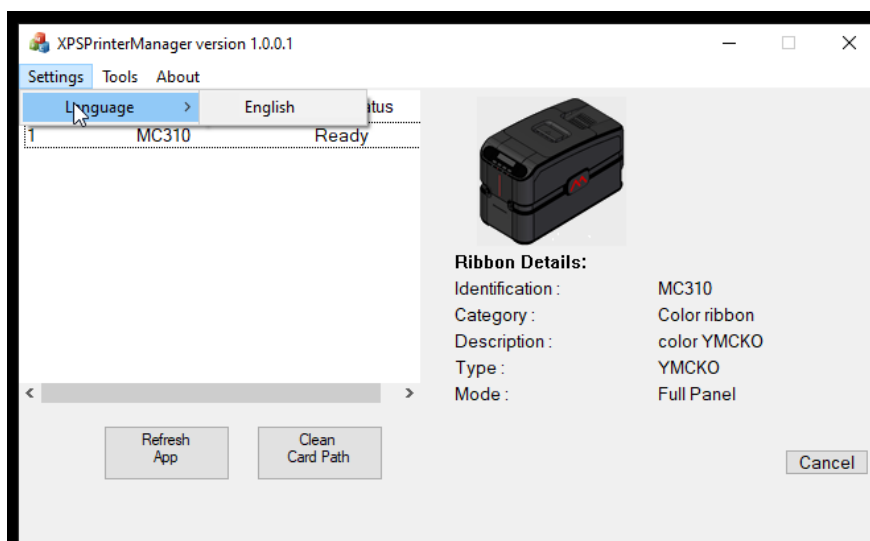 XPSPrinterManager version 1.0.0.1
Settings Tools About
Language > English
1 MC310 Ready
Ribbon Details:
Identification : MC310
Category : Color ribbon
Description : color YMCKO
Type : YMCKO
Mode : Full Panel
Refresh
App
Clean
Card Path
Cancel